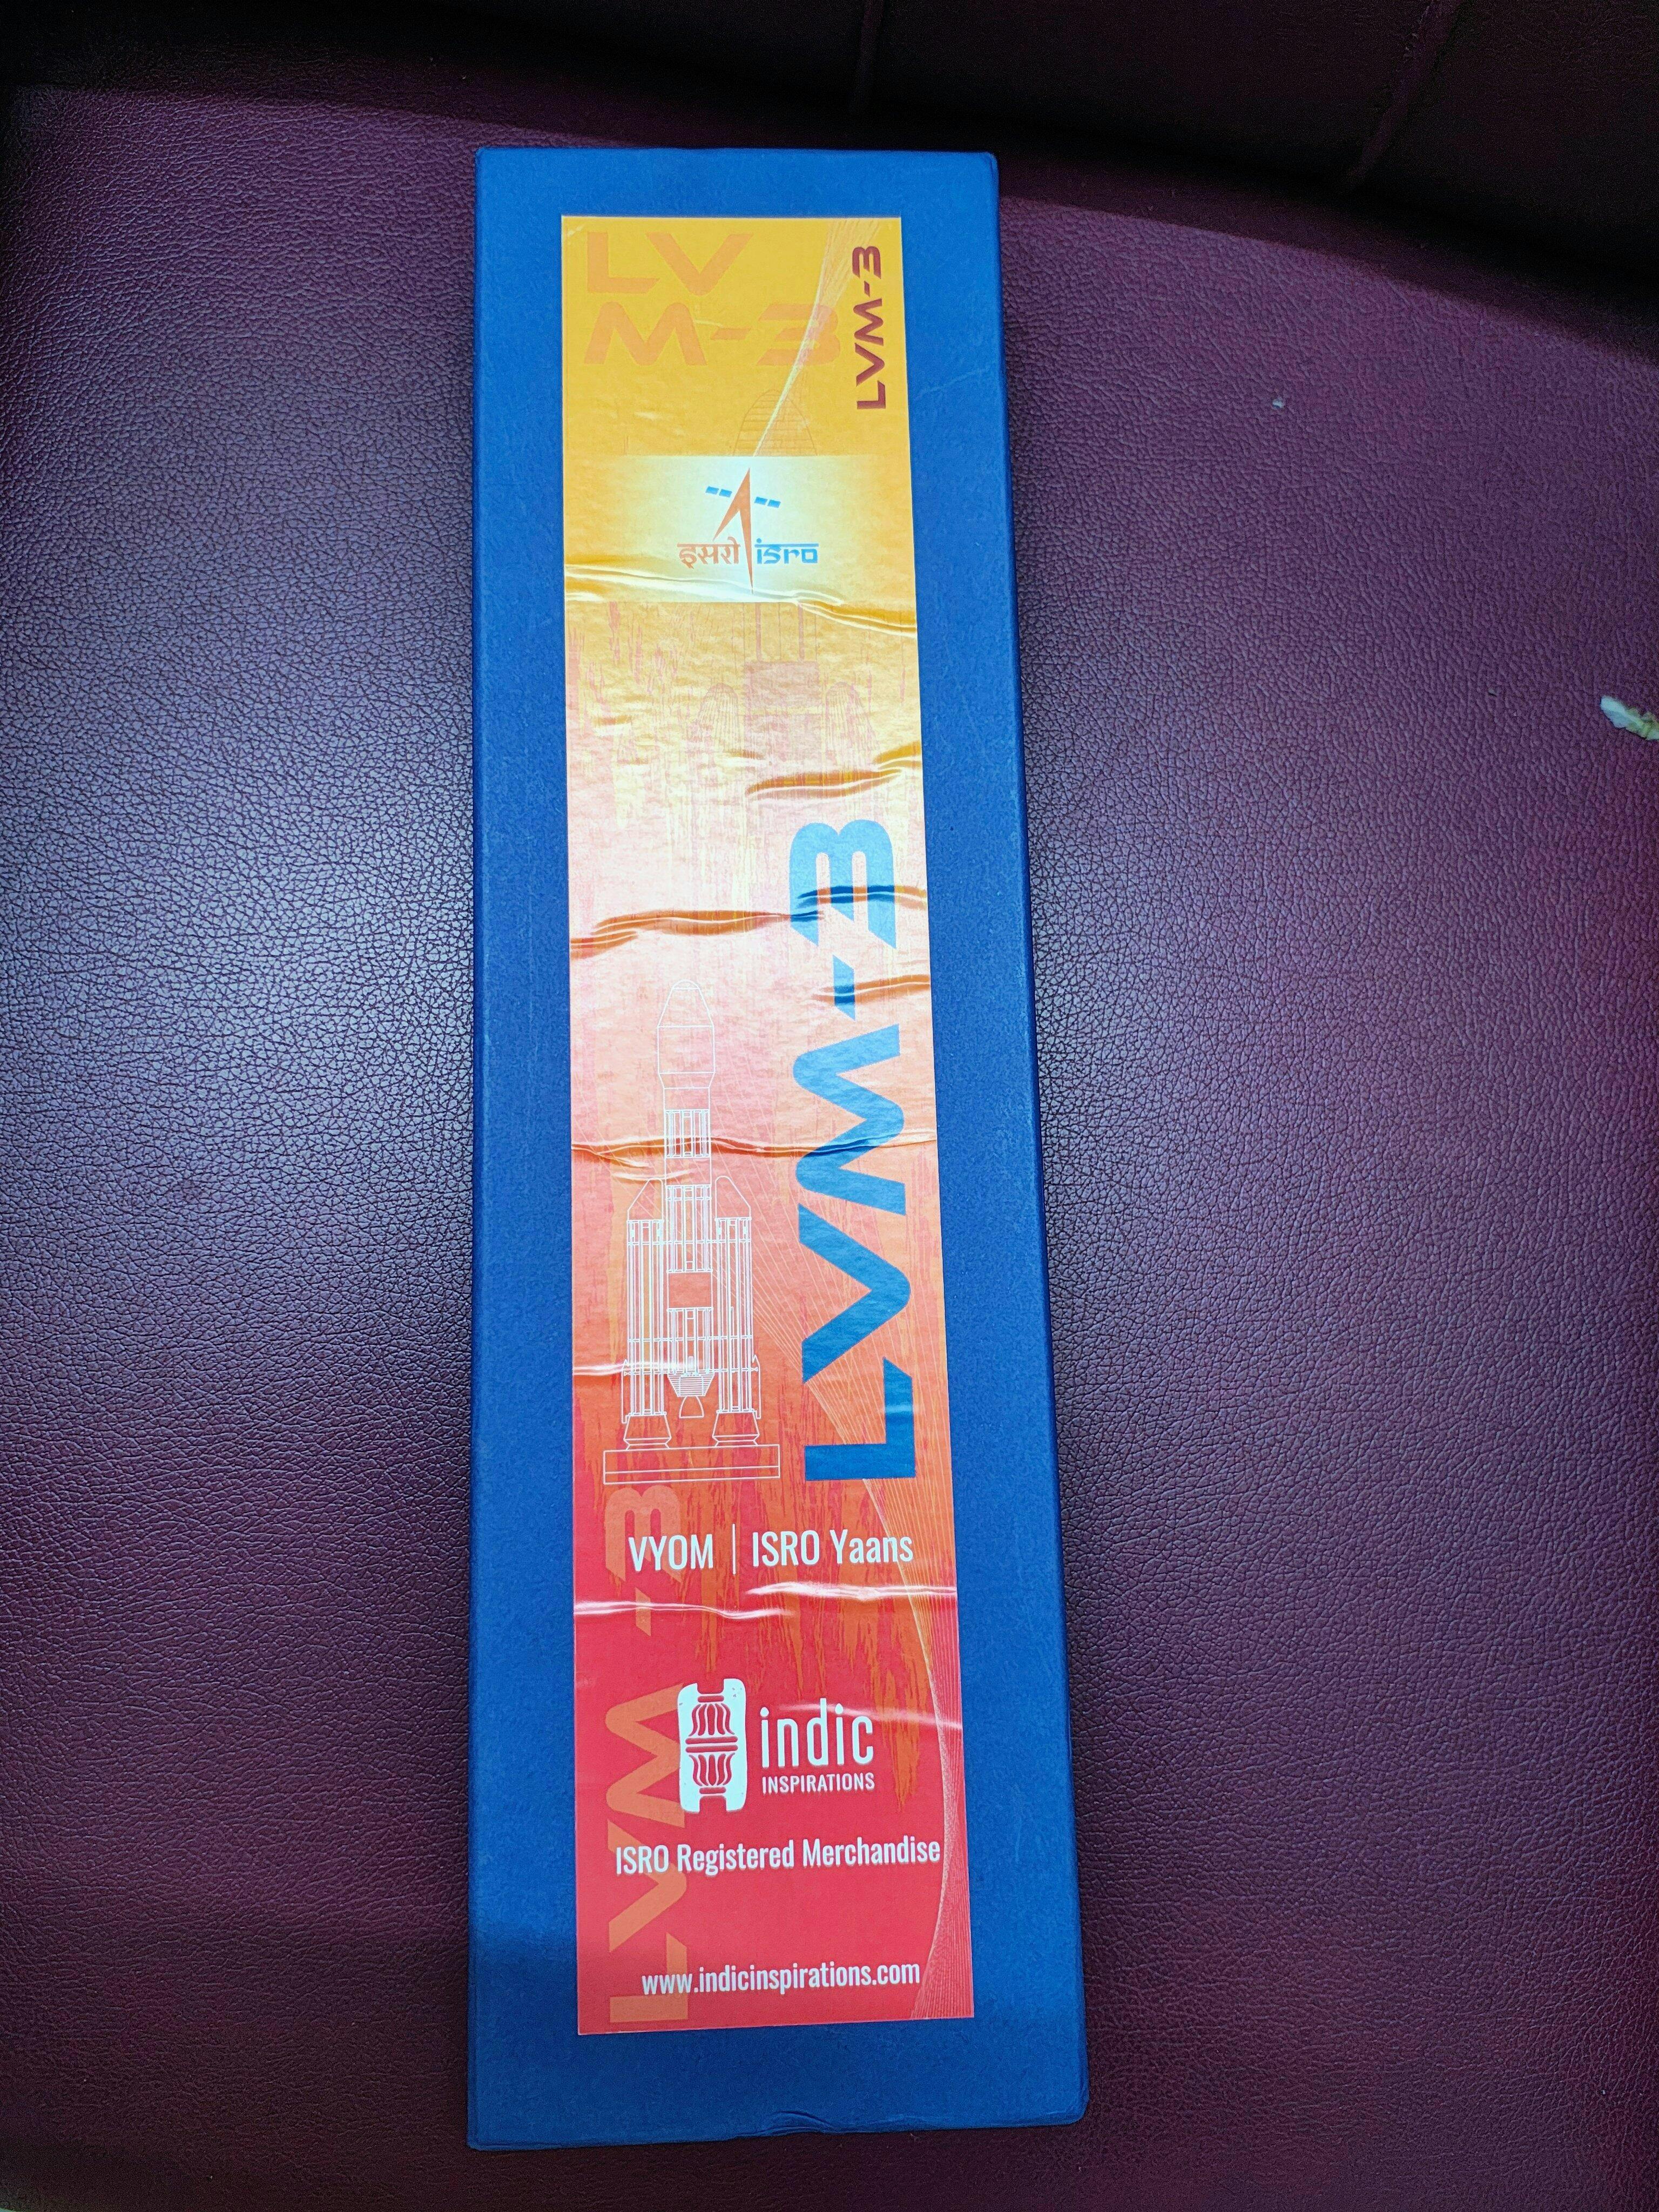 LV
M-3
LVM-3
इसरो isro
LVM-3
VYOM | ISRO Yaans
LVM-3
indic
INSPIRATIONS
ISRO Registered Merchandise
www.indicinspirations.com